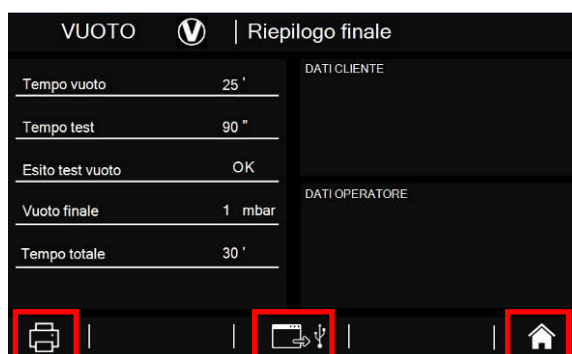 VUOTO V | Riepilogo finale
Tempo vuoto 25 '
Tempo test 90 "
Esito test vuoto OK
Vuoto finale 1 mbar
Tempo totale 30 '
DATI CLIENTE
DATI OPERATORE